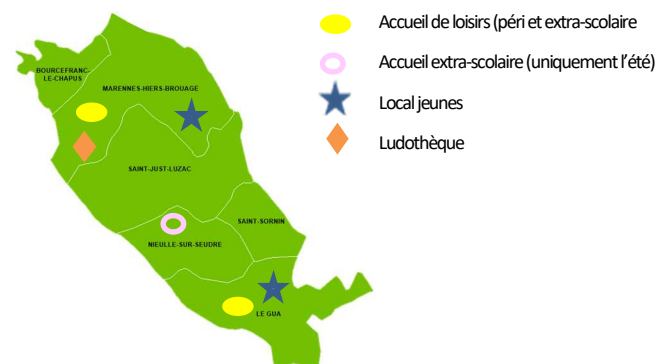 Accueil de loisirs (péri et extra-scolaire
Accueil extra-scolaire (uniquement l'été)
Local jeunes
Ludothèque
BOURCEFRANC-
LE-CHAPUS
MARENNES-HIERS-BROUAGE
SAINT-JUST-LUZAC
SAINT-SORNIN
NIEULLE-SUR-SEUDRE
LE GUA